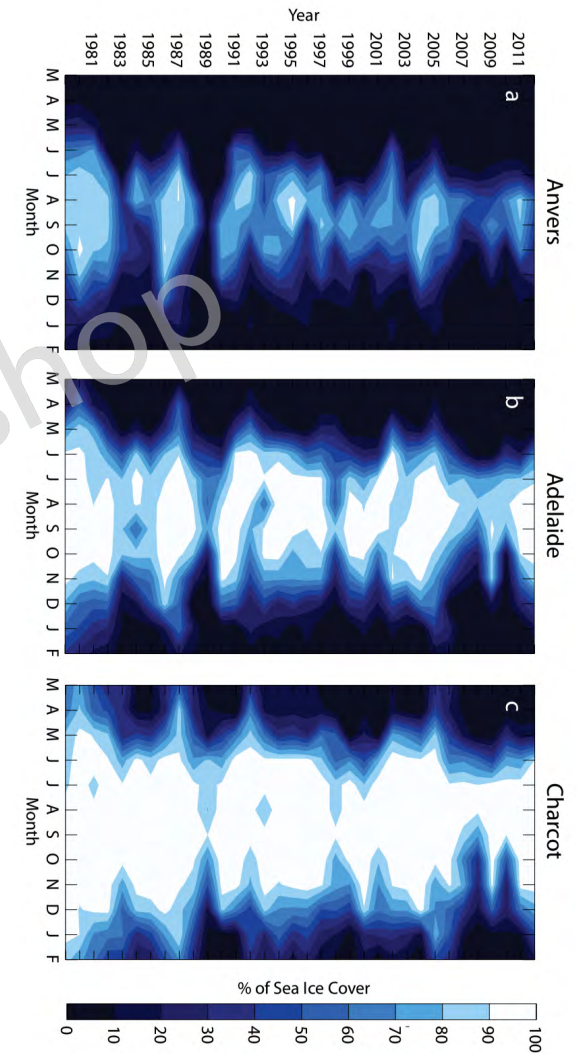 Year
1981 1983 1985 1987 1989 1991 1993 1995 1997 1999 2001 2003 2005 2007 2009 2011
a
Anvers
M A M J J A S O N D J F
Month
b
Adelaide
M A M J J A S O N D J F
Month
c
Charcot
M A M J J A S O N D J F
Month
% of Sea Ice Cover
0 10 20 30 40 50 60 70 80 90 100
hop